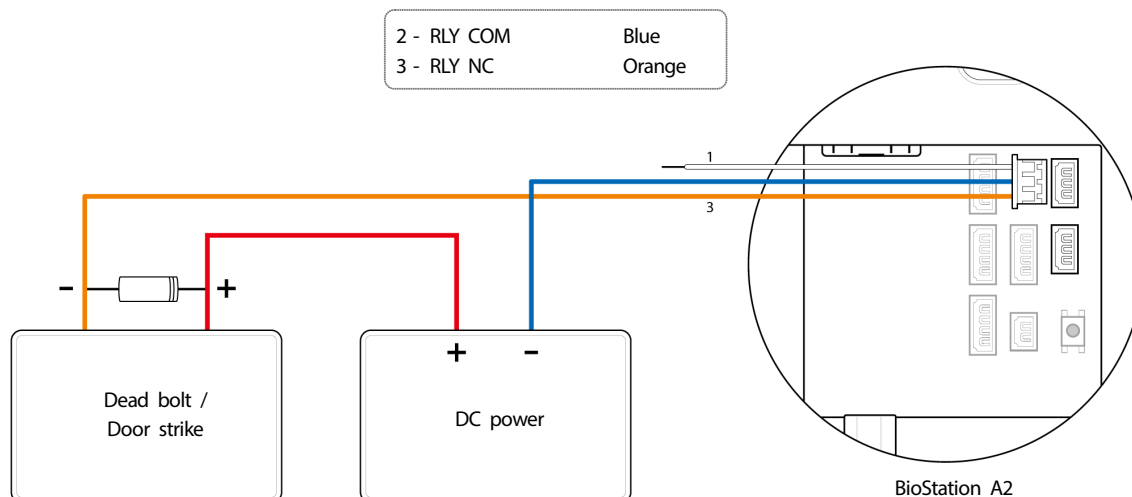 2 - RLY COM Blue
3 - RLY NC Orange
1
3
- +
+ -
Dead bolt /
Door strike
DC power
BioStation A2